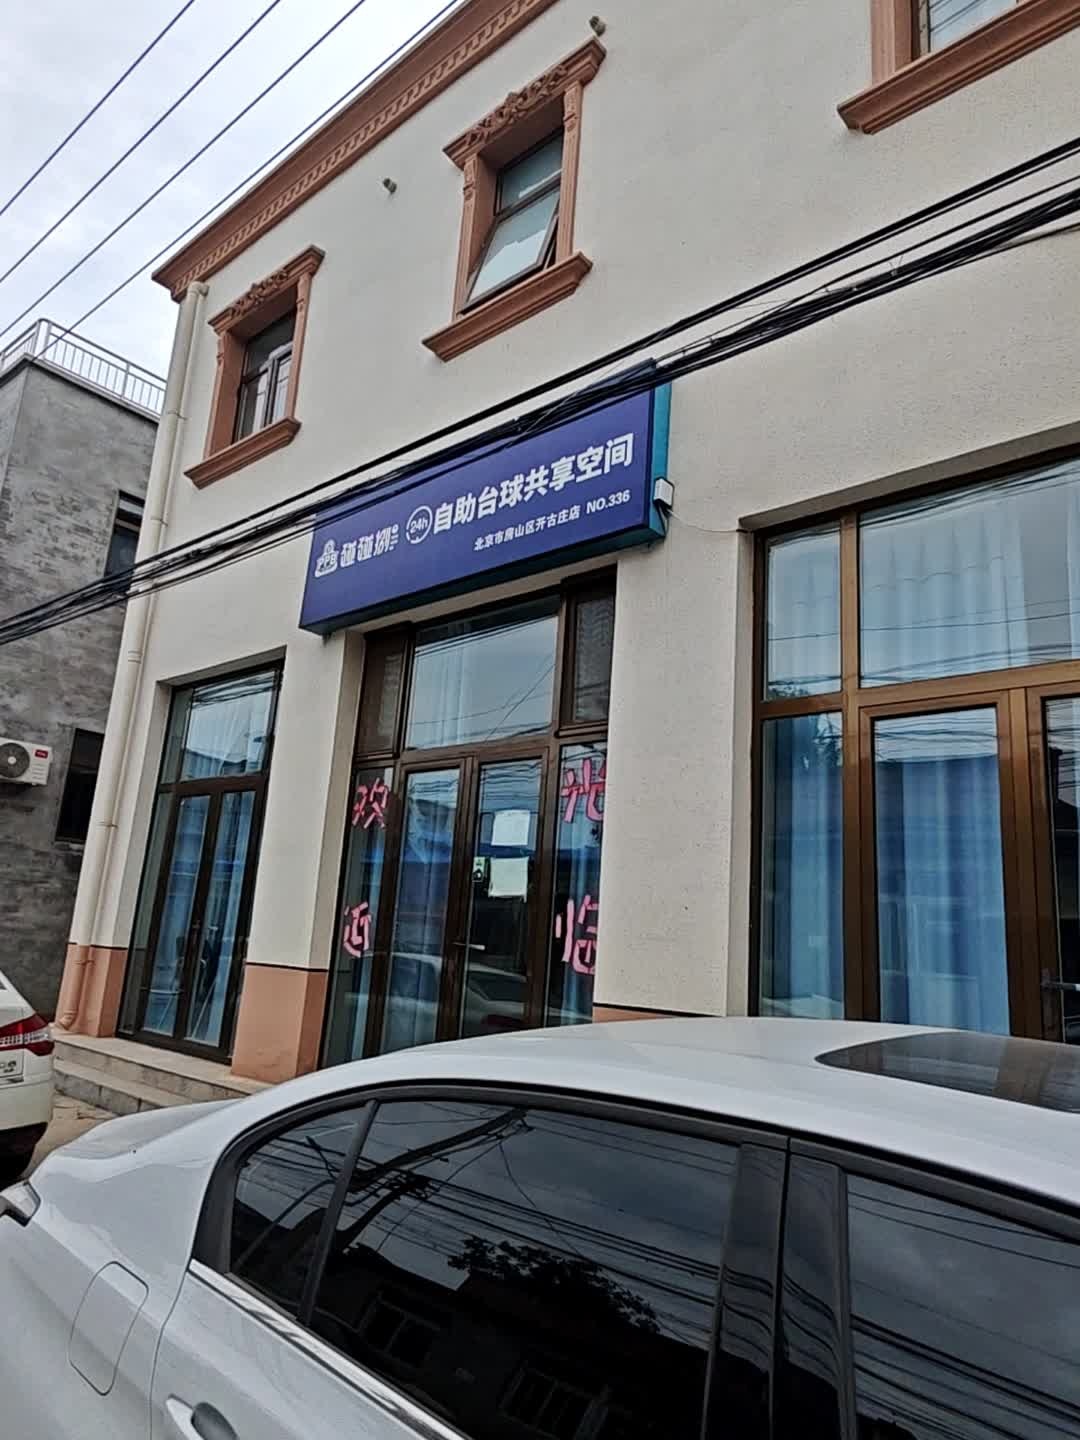 碰碰捌 24h 自助台球共享空间
北京市房山区开古庄店 NO.336
欢 光
迎 临